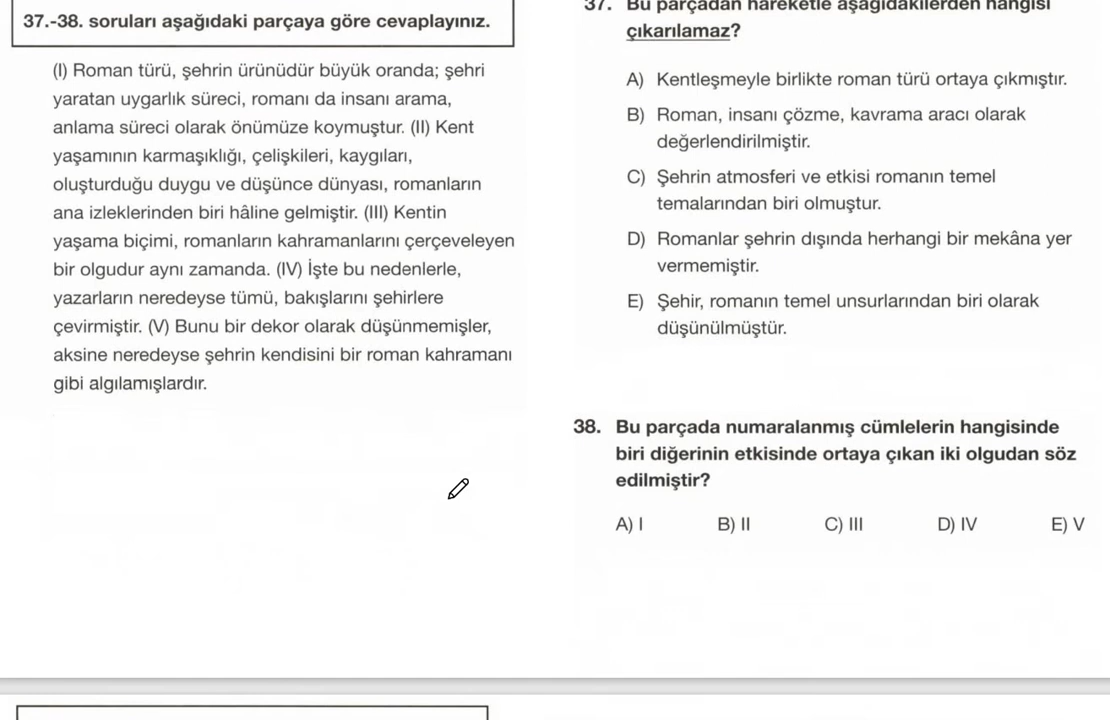 37.-38. soruları aşağıdaki parçaya göre cevaplayınız.
(I) Roman türü, şehrin ürünüdür büyük oranda; şehri
yaratan uygarlık süreci, romanı da insanı arama,
anlama süreci olarak önümüze koymuştur. (II) Kent
yaşamının karmaşıklığı, çelişkileri, kaygıları,
oluşturduğu duygu ve düşünce dünyası, romanların
ana izleklerinden biri hâline gelmiştir. (III) Kentin
yaşama biçimi, romanların kahramanlarını çerçeveleyen
bir olgudur aynı zamanda. (IV) İşte bu nedenlerle,
yazarların neredeyse tümü, bakışlarını şehirlere
çevirmiştir. (V) Bunu bir dekor olarak düşünmemişler,
aksine neredeyse şehrin kendisini bir roman kahramanı
gibi algılamışlardır.
37. Bu parçadan hareketle aşağıdakilerden hangisi
çıkarılamaz?
A) Kentleşmeyle birlikte roman türü ortaya çıkmıştır.
B) Roman, insanı çözme, kavrama aracı olarak
değerlendirilmiştir.
C) Şehrin atmosferi ve etkisi romanın temel
temalarından biri olmuştur.
D) Romanlar şehrin dışında herhangi bir mekâna yer
vermemiştir.
E) Şehir, romanın temel unsurlarından biri olarak
düşünülmüştür.
38. Bu parçada numaralanmış cümlelerin hangisinde
biri diğerinin etkisinde ortaya çıkan iki olgudan söz
edilmiştir?
A) I B) II C) III D) IV E) V